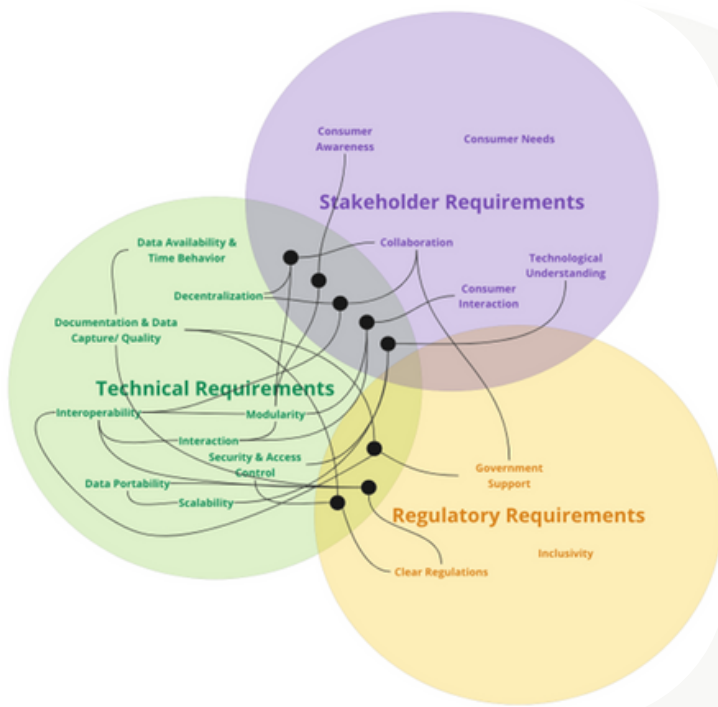 Consumer
Awareness
Consumer Needs
Stakeholder Requirements
Data Availability &
Time Behavior
Collaboration
Technological
Understanding
Decentralization
Consumer
Interaction
Documentation & Data
Capture/ Quality
Technical Requirements
Interoperability
Modularity
Interaction
Security & Access
Control
Government
Support
Data Portability
Scalability
Regulatory Requirements
Inclusivity
Clear Regulations